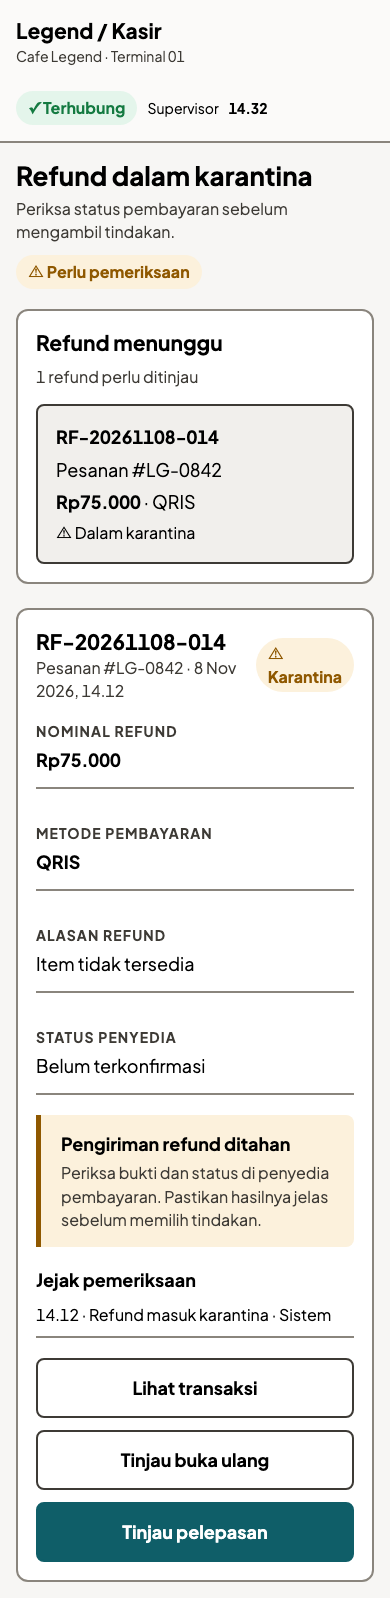 Legend / Kasir
Cafe Legend · Terminal 01
✓Terhubung Supervisor 14.32
Refund dalam karantina
Periksa status pembayaran sebelum
mengambil tindakan.
⚠ Perlu pemeriksaan
Refund menunggu
1 refund perlu ditinjau
RF-20261108-014
Pesanan #LG-0842
Rp75.000 · QRIS
⚠ Dalam karantina
RF-20261108-014
Pesanan #LG-0842 · 8 Nov
2026, 14.12
⚠
Karantina
NOMINAL REFUND
Rp75.000
METODE PEMBAYARAN
QRIS
ALASAN REFUND
Item tidak tersedia
STATUS PENYEDIA
Belum terkonfirmasi
Pengiriman refund ditahan
Periksa bukti dan status di penyedia
pembayaran. Pastikan hasilnya jelas
sebelum memilih tindakan.
Jejak pemeriksaan
14.12 · Refund masuk karantina · Sistem
Lihat transaksi
Tinjau buka ulang
Tinjau pelepasan